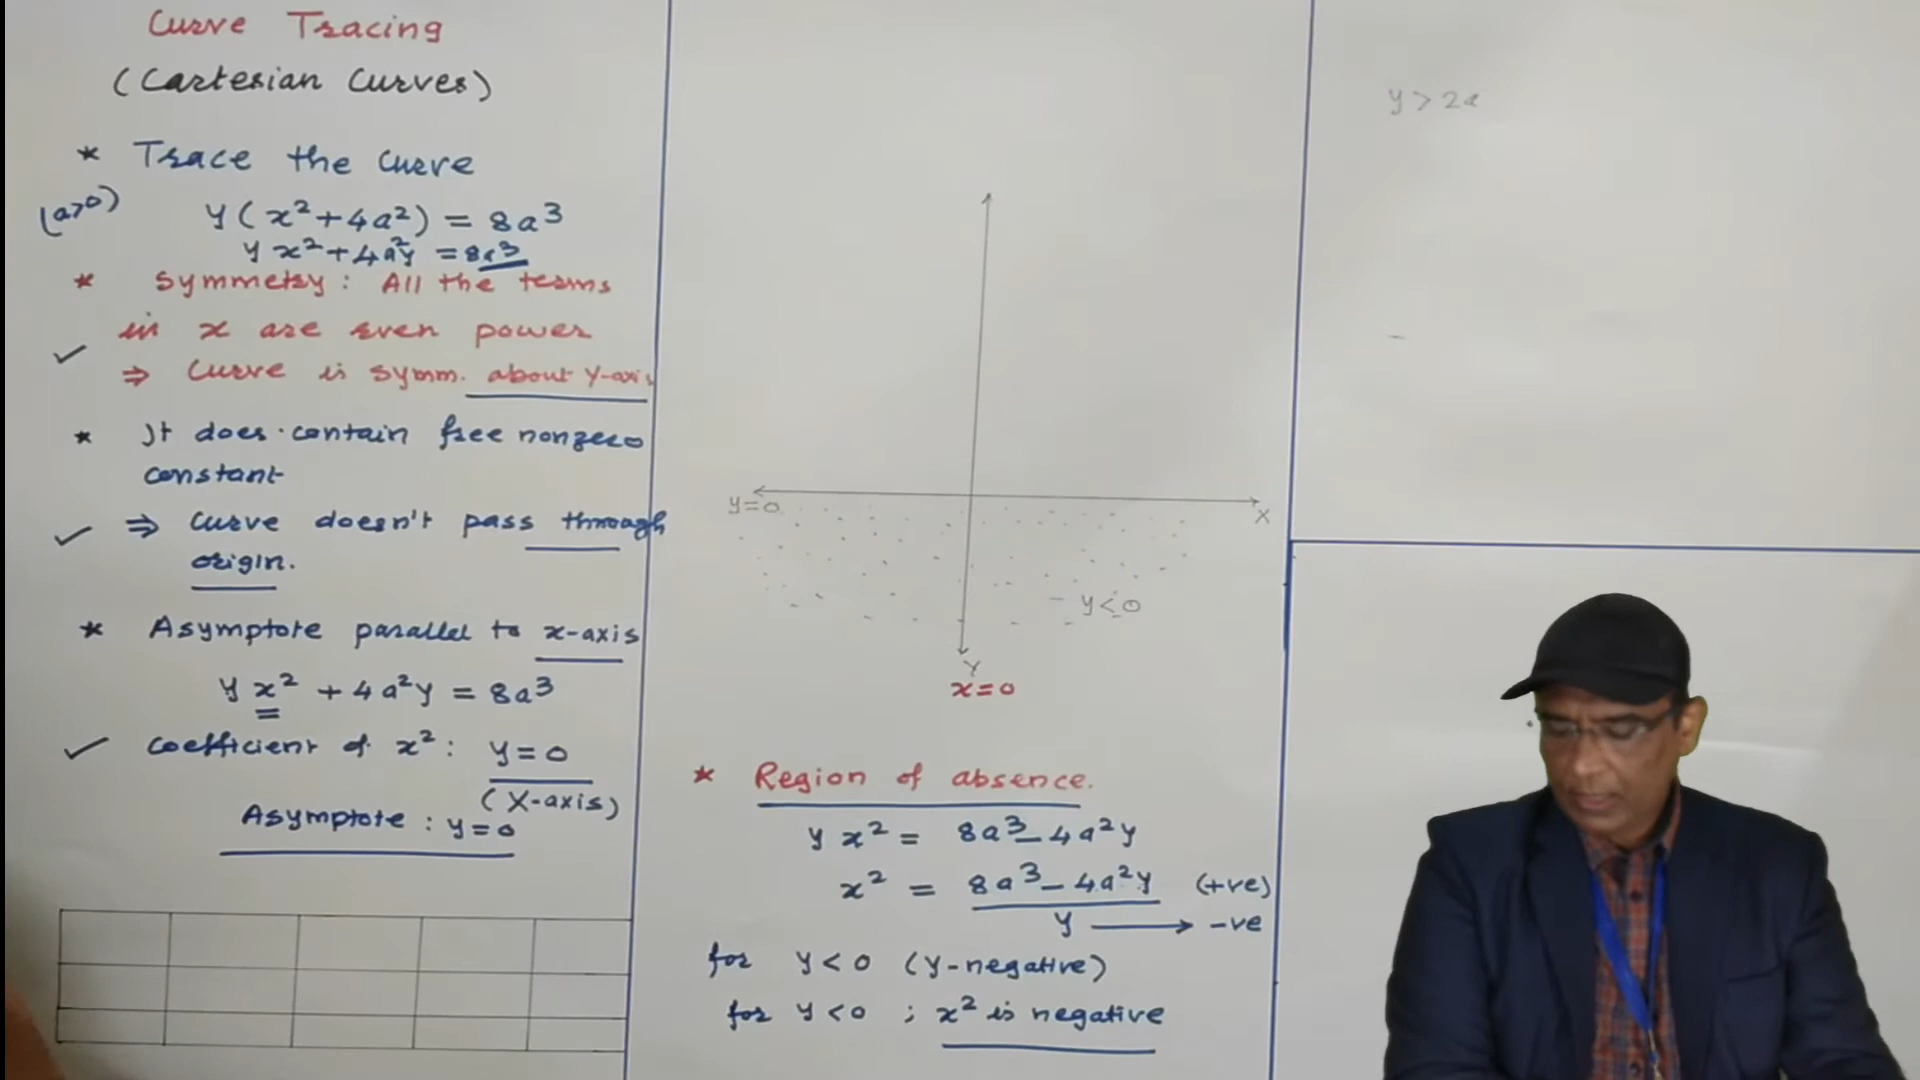 Curve Tracing
(Cartesian Curves)
* Trace the curve
(a>0)
y(x²+4a²) = 8a³
yx²+4a²y = 8a³
* Symmetry: All the terms
in x are even power
✓
⇒ Curve is symm. about Y-axis
* It does contain free nonzero
constant
✓ ⇒ Curve doesn't pass through
origin.
* Asymptote parallel to x-axis
yx² + 4a²y = 8a³
✓ coefficient of x²: y=0
(X-axis)
Asymptote : y=0
y=0
X
y<0
Y
x=0
* Region of absence.
yx² = 8a³-4a²y
x² = 8a³-4a²y (+ve)
y → -ve
for y<0 (y-negative)
for y<0 ; x² is negative
y>2a